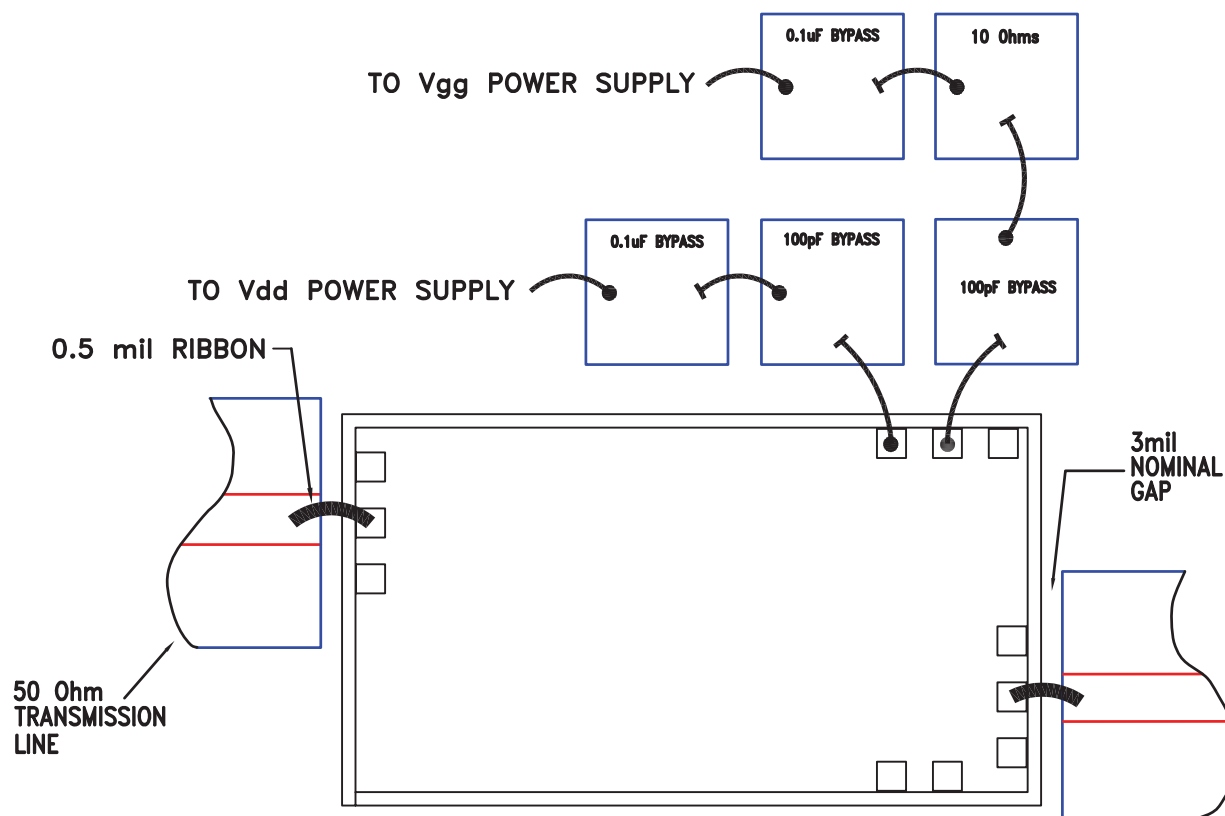 0.1uF BYPASS
10 Ohms
TO Vgg POWER SUPPLY
0.1uF BYPASS
100pF BYPASS
100pF BYPASS
TO Vdd POWER SUPPLY
0.5 mil RIBBON
3mil
NOMINAL
GAP
50 Ohm
TRANSMISSION
LINE